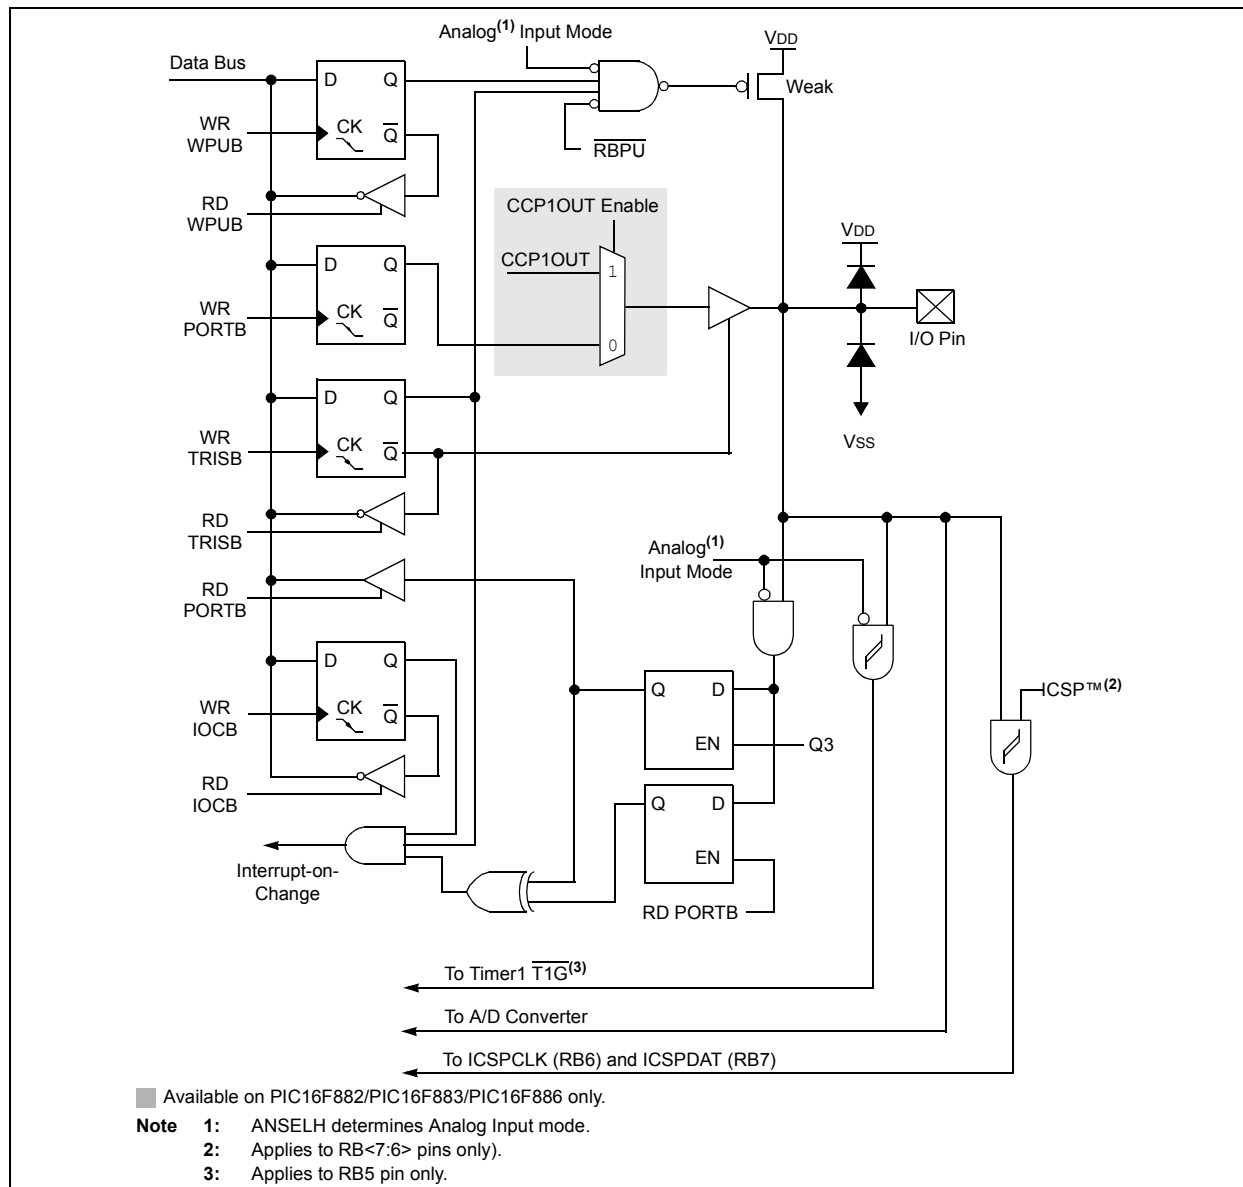 Analog(1) Input Mode
VDD
Data Bus
D Q
Weak
WR
WPUB
CK Q
RBPU
RD
WPUB
CCP1OUT Enable
VDD
CCP1OUT
1
D Q
WR
PORTB
CK Q
I/O Pin
0
D Q
WR
TRISB
CK Q
VSS
RD
TRISB
Analog(1)
Input Mode
RD
PORTB
D Q
Q D
ICSP™(2)
WR
IOCB
CK Q
EN
Q3
RD
IOCB
Q D
EN
Interrupt-on-
Change
RD PORTB
To Timer1 T1G(3)
To A/D Converter
To ICSPCLK (RB6) and ICSPDAT (RB7)
Available on PIC16F882/PIC16F883/PIC16F886 only.
Note 1: ANSELH determines Analog Input mode.
2: Applies to RB<7:6> pins only).
3: Applies to RB5 pin only.